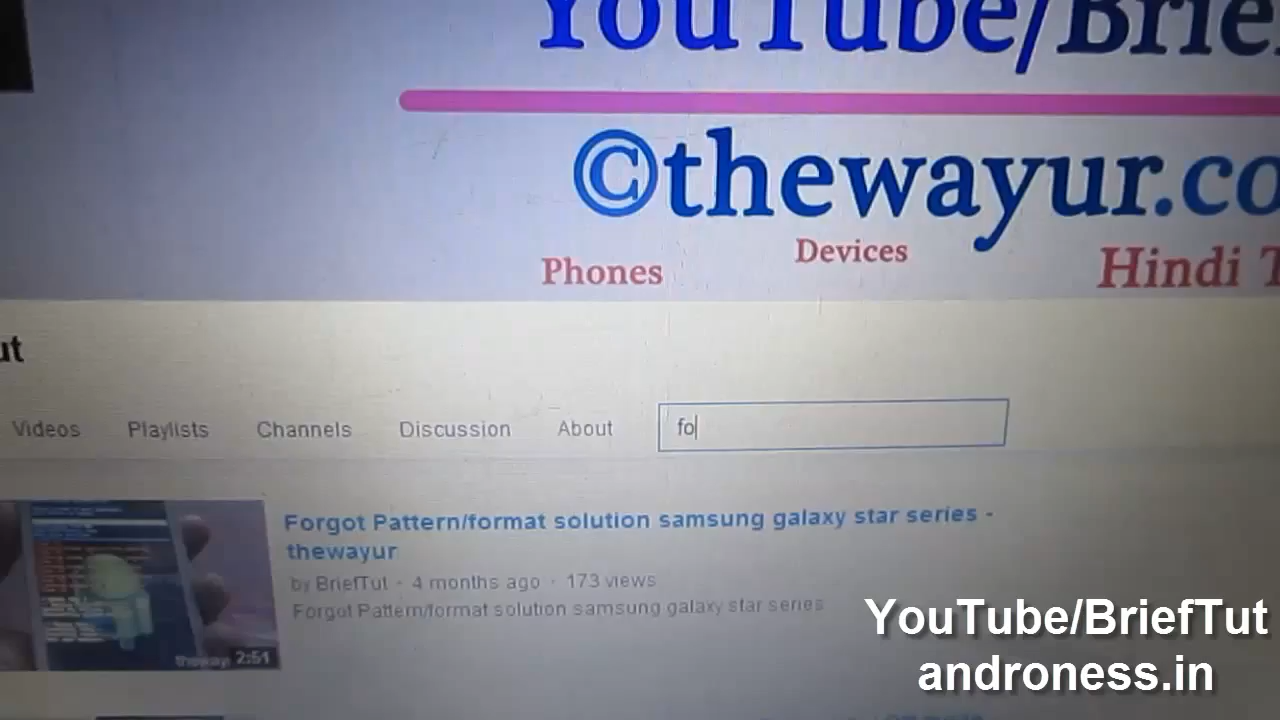 YouTube/Brie
©thewayur.co
Phones
Devices
Hindi T
ut
Videos Playlists Channels Discussion About fo
Forgot Pattern/format solution samsung galaxy star series -
thewayur
by BriefTut · 4 months ago · 173 views
Forgot Pattern/format solution samsung galaxy star series
theway 2:51
YouTube/BriefTut
androness.in